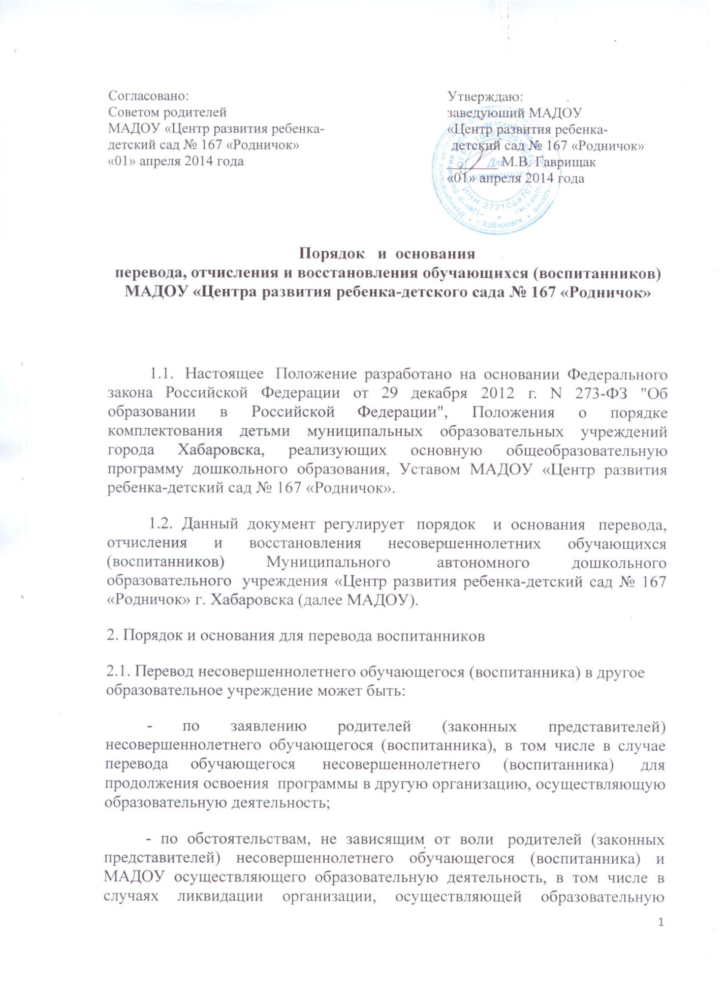 Согласовано:
Советом родителей
МАДОУ «Центр развития ребенка-
детский сад № 167 «Родничок»
«01» апреля 2014 года
Утверждаю:
заведующий МАДОУ
«Центр развития ребенка-
детский сад № 167 «Родничок»
________ М.В. Гаврищак
«01» апреля 2014 года
Для
документов
ИНН 2721068707
г.Хабаровск
Порядок и основания
перевода, отчисления и восстановления обучающихся (воспитанников)
МАДОУ «Центра развития ребенка-детского сада № 167 «Родничок»
1.1. Настоящее Положение разработано на основании Федерального
закона Российской Федерации от 29 декабря 2012 г. N 273-ФЗ "Об
образовании в Российской Федерации", Положения о порядке
комплектования детьми муниципальных образовательных учреждений
города Хабаровска, реализующих основную общеобразовательную
программу дошкольного образования, Уставом МАДОУ «Центр развития
ребенка-детский сад № 167 «Родничок».
1.2. Данный документ регулирует порядок и основания перевода,
отчисления и восстановления несовершеннолетних обучающихся
(воспитанников) Муниципального автономного дошкольного
образовательного учреждения «Центр развития ребенка-детский сад № 167
«Родничок» г. Хабаровска (далее МАДОУ).
2. Порядок и основания для перевода воспитанников
2.1. Перевод несовершеннолетнего обучающегося (воспитанника) в другое
образовательное учреждение может быть:
- по заявлению родителей (законных представителей)
несовершеннолетнего обучающегося (воспитанника), в том числе в случае
перевода обучающегося несовершеннолетнего (воспитанника) для
продолжения освоения программы в другую организацию, осуществляющую
образовательную деятельность;
- по обстоятельствам, не зависящим от воли родителей (законных
представителей) несовершеннолетнего обучающегося (воспитанника) и
МАДОУ осуществляющего образовательную деятельность, в том числе в
случаях ликвидации организации, осуществляющей образовательную
1